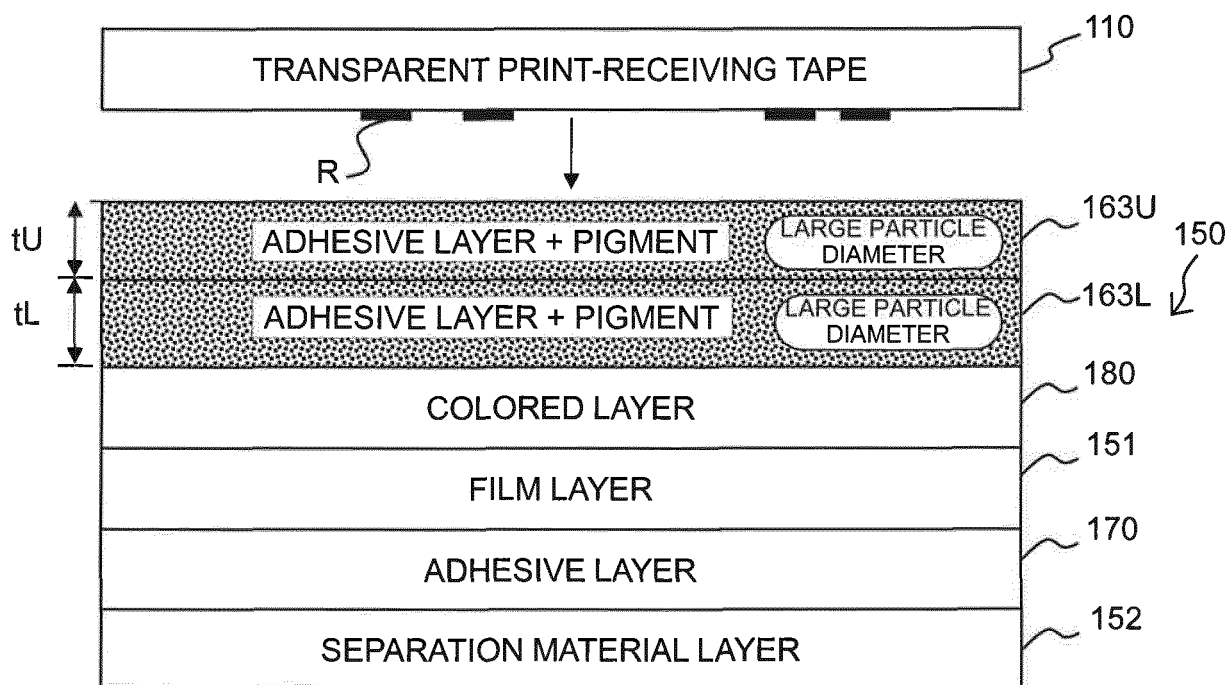 110
TRANSPARENT PRINT-RECEIVING TAPE
R
163U
tU
ADHESIVE LAYER + PIGMENT
LARGE PARTICLE
DIAMETER
150
163L
tL
ADHESIVE LAYER + PIGMENT
LARGE PARTICLE
DIAMETER
180
COLORED LAYER
151
FILM LAYER
170
ADHESIVE LAYER
152
SEPARATION MATERIAL LAYER